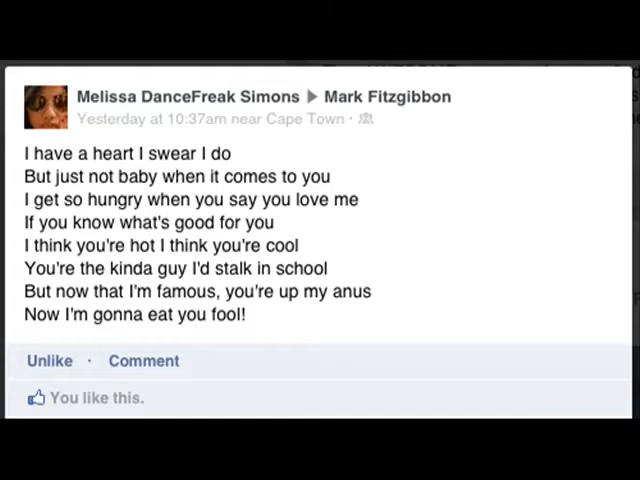 Melissa DanceFreak Simons ▶ Mark Fitzgibbon
Yesterday at 10:37am near Cape Town ·
I have a heart I swear I do
But just not baby when it comes to you
I get so hungry when you say you love me
If you know what's good for you
I think you're hot I think you're cool
You're the kinda guy I'd stalk in school
But now that I'm famous, you're up my anus
Now I'm gonna eat you fool!
Unlike · Comment
You like this.